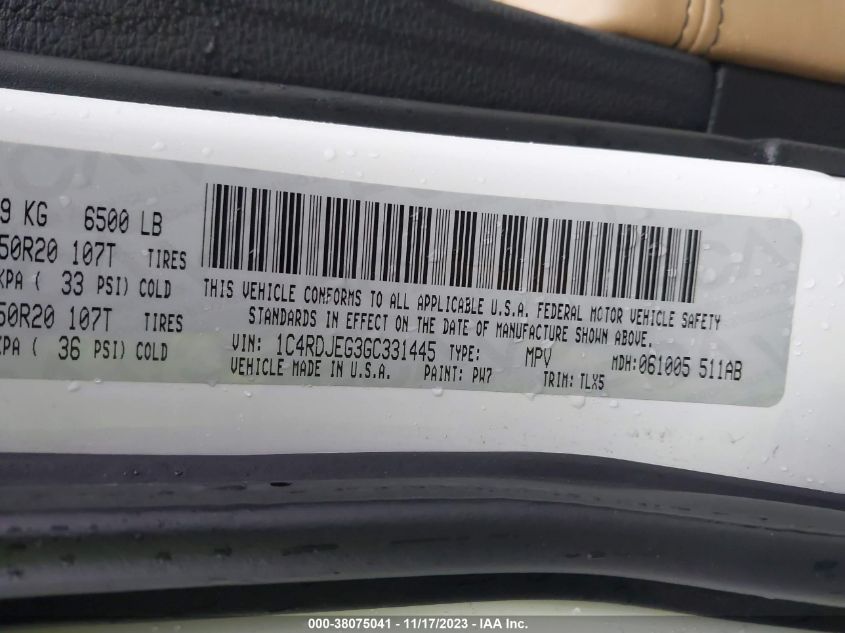 9 KG 6500 LB
50R20 107T TIRES
KPA ( 33 PSI) COLD
50R20 107T TIRES
KPA ( 36 PSI) COLD
THIS VEHICLE CONFORMS TO ALL APPLICABLE U.S.A. FEDERAL MOTOR VEHICLE SAFETY
STANDARDS IN EFFECT ON THE DATE OF MANUFACTURE SHOWN ABOVE.
VIN: 1C4RDJEG3GC331445 TYPE: MPV MDH:061005 511AB
VEHICLE MADE IN U.S.A. PAINT: PW7 TRIM: TLX5
000-38075041 - 11/17/2023 - IAA Inc.